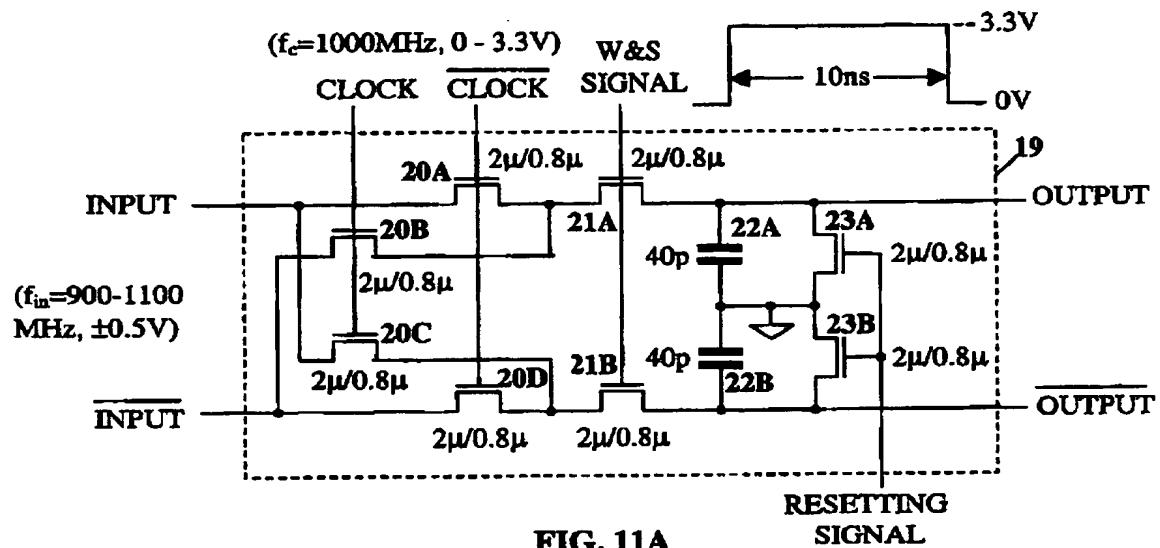 (fc=1000MHz, 0 - 3.3V)
CLOCK
CLOCK
W&S
SIGNAL
3.3V
10ns
0V
19
2µ/0.8µ
2µ/0.8µ
20A
INPUT
21A
OUTPUT
20B
22A
23A
40p
2µ/0.8µ
2µ/0.8µ
(fin=900-1100
MHz, ±0.5V)
20C
23B
2µ/0.8µ
20D
21B
40p
22B
2µ/0.8µ
INPUT
OUTPUT
2µ/0.8µ
2µ/0.8µ
RESETTING
SIGNAL
FIG. 11A